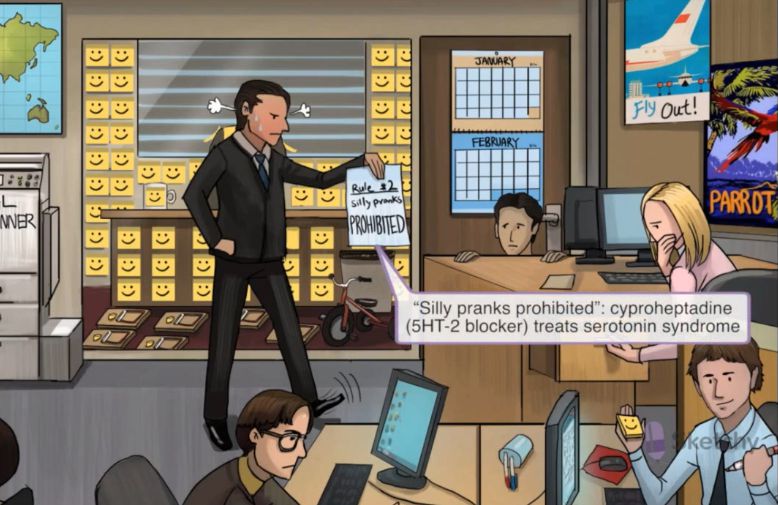 JANUARY
FEBRUARY
Fly Out!
PARROT
L
NNER
Rule #2
silly pranks
PROHIBITED
"Silly pranks prohibited": cyproheptadine
(5HT-2 blocker) treats serotonin syndrome
Sketchy